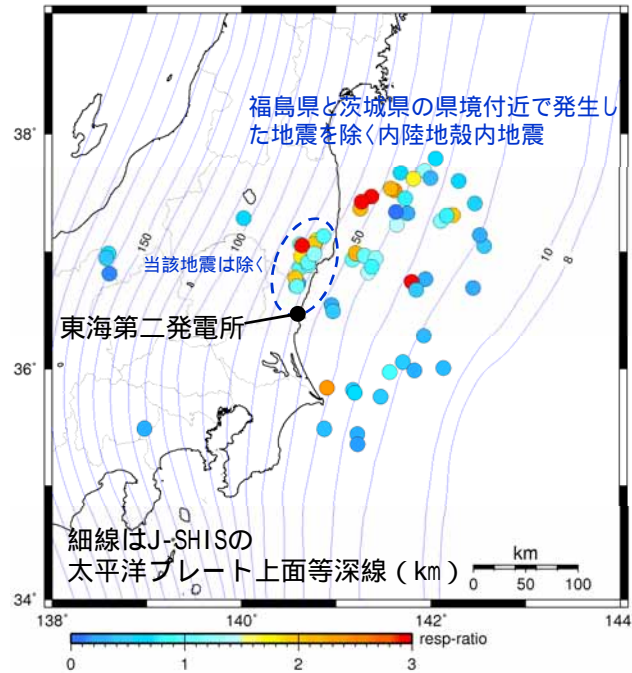 38˚
36˚
34˚
138˚
140˚
142˚
144
福島県と茨城県の県境付近で発生し
た地震を除く内陸地殻内地震
150
100
50
10
8
当該地震は除く
東海第二発電所
細線はJ-SHISの
太平洋プレート上面等深線（km）
km
0 50 100
0 1 2 3
resp-ratio